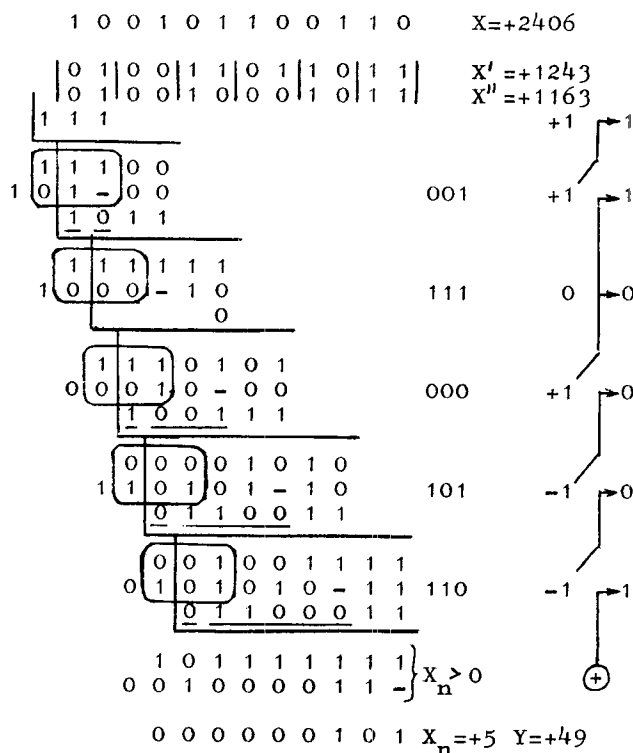 1 0 0 1 0 1 1 0 0 1 1 0 X=+2406
0 1 0 0 1 1 0 1 1 0 1 1 X'=+1243
0 1 0 0 1 0 0 0 1 0 1 1 X"=+1163
1 1 1 +1 1
1 1 1 0 0
1 0 1 - 0 0 001 +1 1
1 0 1 1
1 1 1 1 1 1
1 0 0 0 - 1 0 111 0 0
0
1 1 1 0 1 0 1
0 0 0 1 0 - 0 0 000 +1 0
1 0 0 1 1 1
0 0 0 0 1 0 1 0
1 1 0 1 0 1 - 1 0 101 -1 0
0 1 1 0 0 1 1
0 0 1 0 0 1 1 1 1
0 1 0 1 0 1 0 - 1 1 110 -1 1
0 1 1 0 0 0 1 1
1 0 1 1 1 1 1 1 1
0 0 1 0 0 0 0 1 1 - Xn > 0
+
0 0 0 0 0 0 1 0 1 Xn=+5 Y=+49